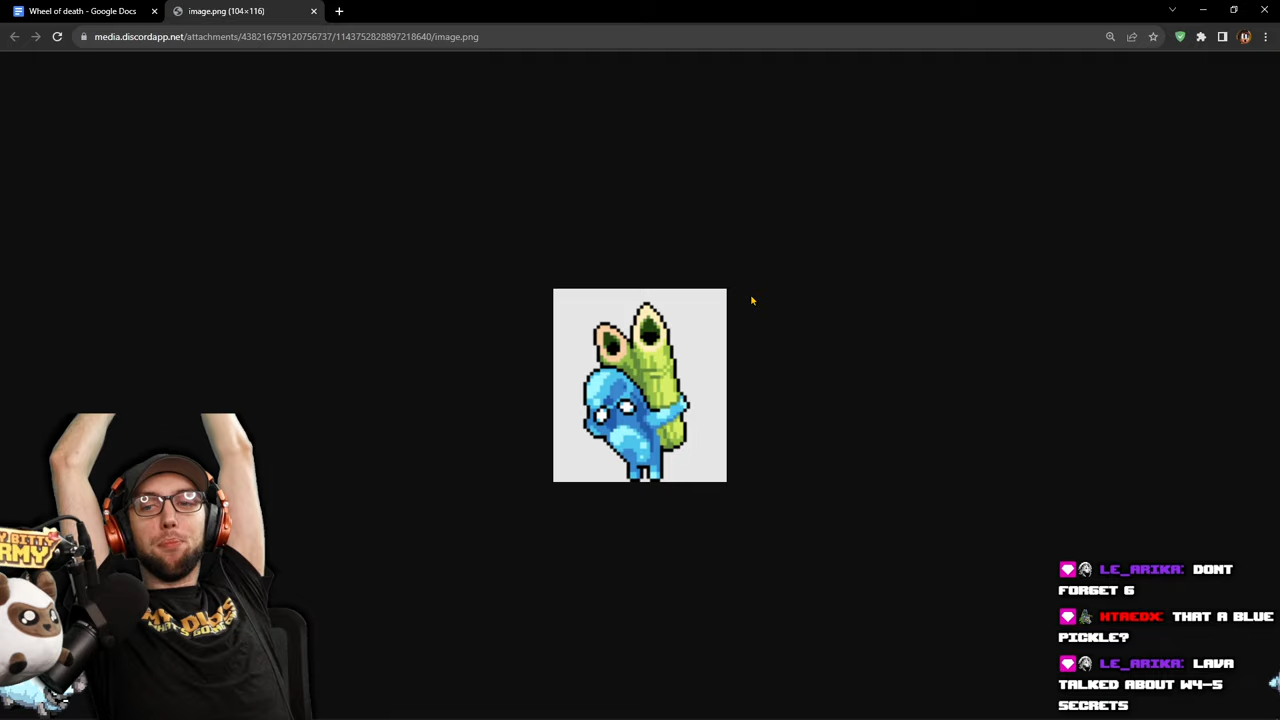 Wheel of death - Google Docs
image.png (104×116)
media.discordapp.net/attachments/438216759120756737/1143752828897218640/image.png
LE_ARIKA: DONT
FORGET 6
HTREDX: THAT A BLUE
PICKLE?
LE_ARIKA: LAVA
TALKED ABOUT W4-5
SECRETS